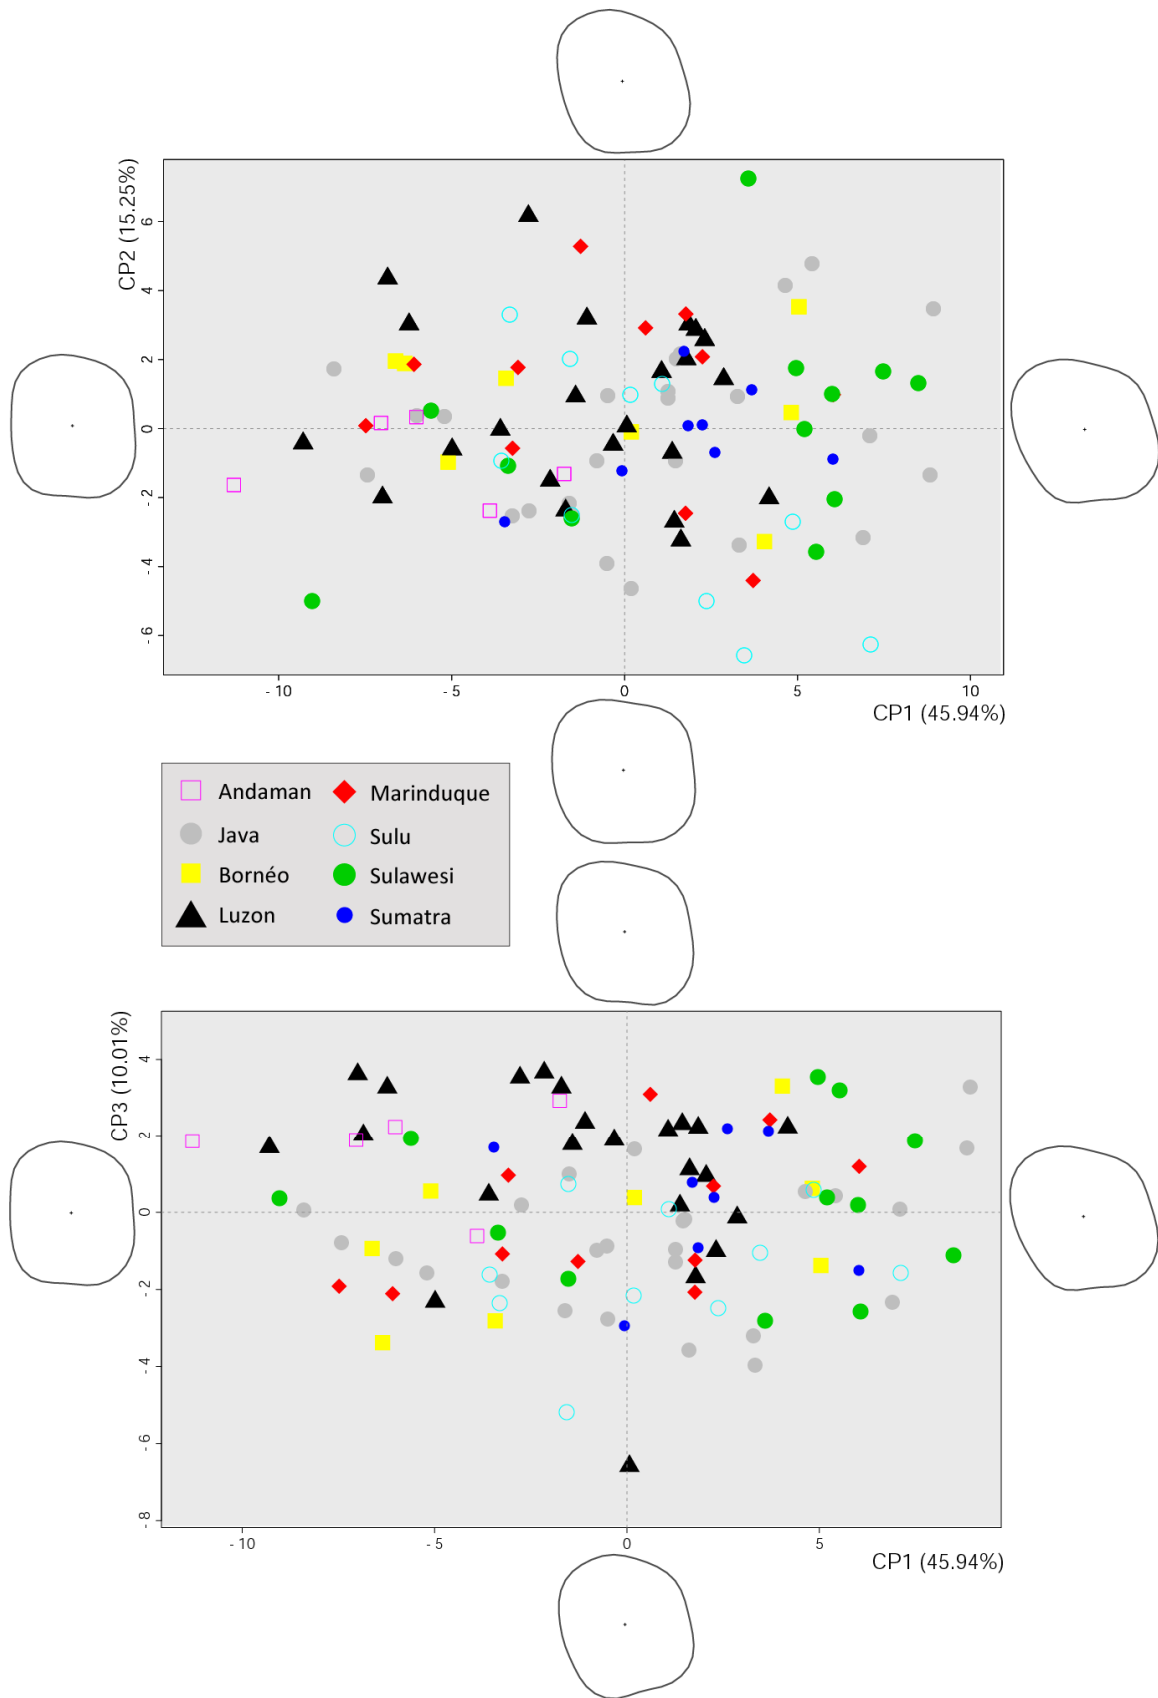 CP2 (15.25%)
6
4
2
0
- 2
- 4
- 6
- 10
- 5
0
5
10
CP1 (45.94%)
Andaman
Marinduque
Java
Sulu
Bornéo
Sulawesi
Luzon
Sumatra
CP3 (10.01%)
4
2
0
- 2
- 4
- 6
- 8
- 10
- 5
0
5
CP1 (45.94%)